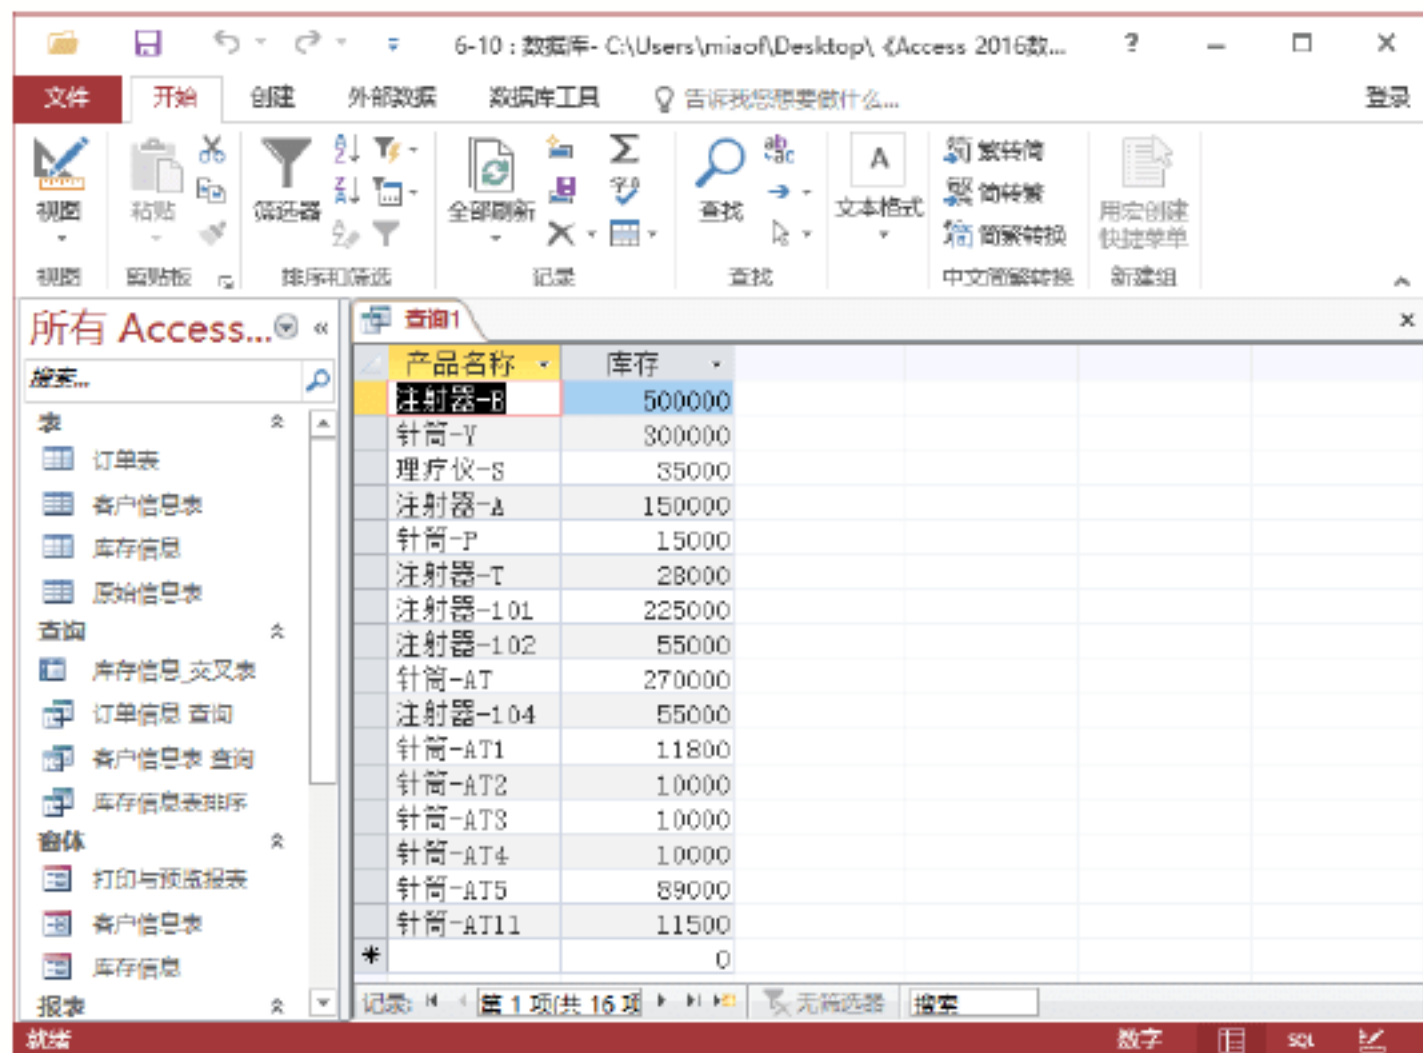 6-10 : 数据库- C:\Users\miaof\Desktop\《Access 2016数...
文件 开始 创建 外部数据 数据库工具 告诉我您想要做什么... 登录
视图 粘贴 筛选器 全部刷新 查找 文本格式 繁转简 简转繁 简繁转换 用宏创建快捷菜单
视图 剪贴板 排序和筛选 记录 查找 中文简繁转换 新建组
所有 Access...
搜索...
表
订单表
客户信息表
库存信息
原始信息表
查询
库存信息_交叉表
订单信息 查询
客户信息表 查询
库存信息表排序
窗体
打印与预览报表
客户信息表
库存信息
报表
查询1
产品名称 库存
注射器-B 500000
针筒-Y 300000
理疗仪-S 35000
注射器-A 150000
针筒-P 15000
注射器-T 28000
注射器-101 225000
注射器-102 55000
针筒-AT 270000
注射器-104 55000
针筒-AT1 11800
针筒-AT2 10000
针筒-AT3 10000
针筒-AT4 10000
针筒-AT5 89000
针筒-AT11 11500
0
记录: 第 1 项(共 16 项 无筛选器 搜索
就绪 数字 SQL